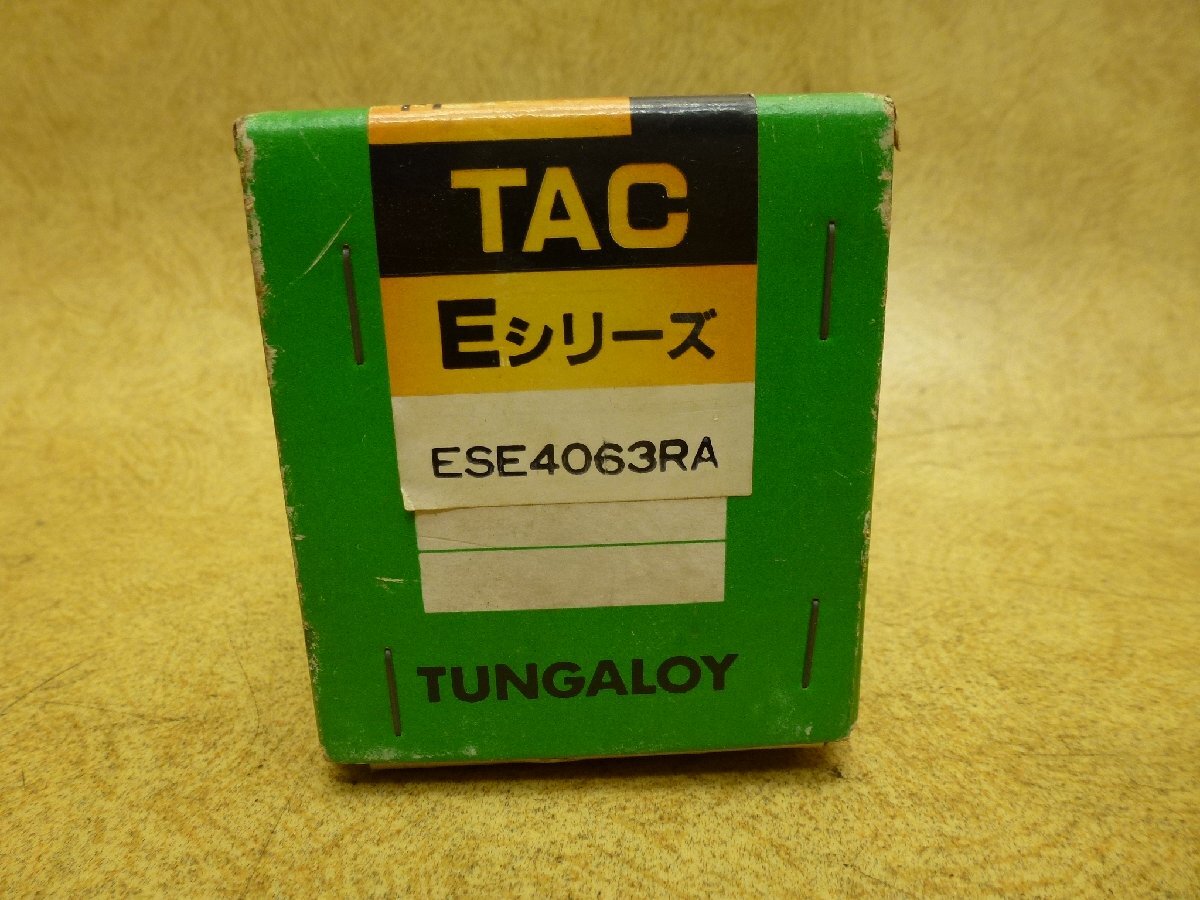 TAC
Eシリーズ
ESE4063RA
TUNGALOY